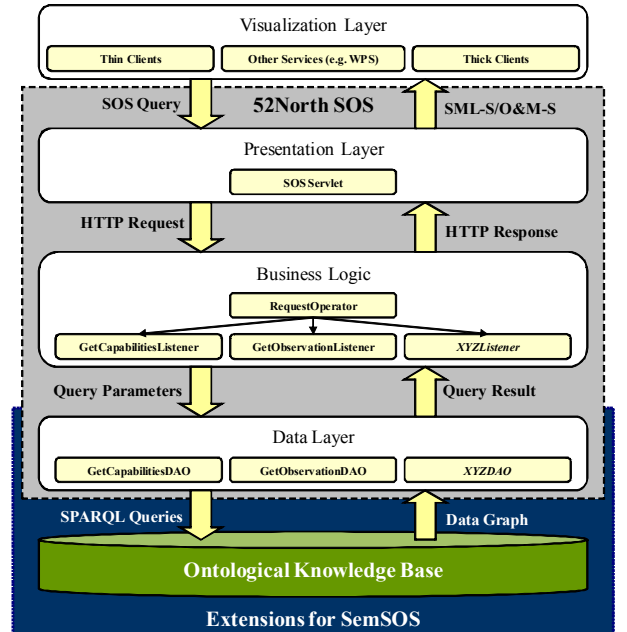 Visualization Layer
Thin Clients
Other Services (e.g. WPS)
Thick Clients
SOS Query
52North SOS
SML-S/O&M-S
Presentation Layer
SOS Servlet
HTTP Request
HTTP Response
Business Logic
RequestOperator
GetCapabilitiesListener
GetObservationListener
XYZListener
Query Parameters
Query Result
Data Layer
GetCapabilitiesDAO
GetObservationDAO
XYZDAO
SPARQL Queries
Data Graph
Ontological Knowledge Base
Extensions for SemSOS